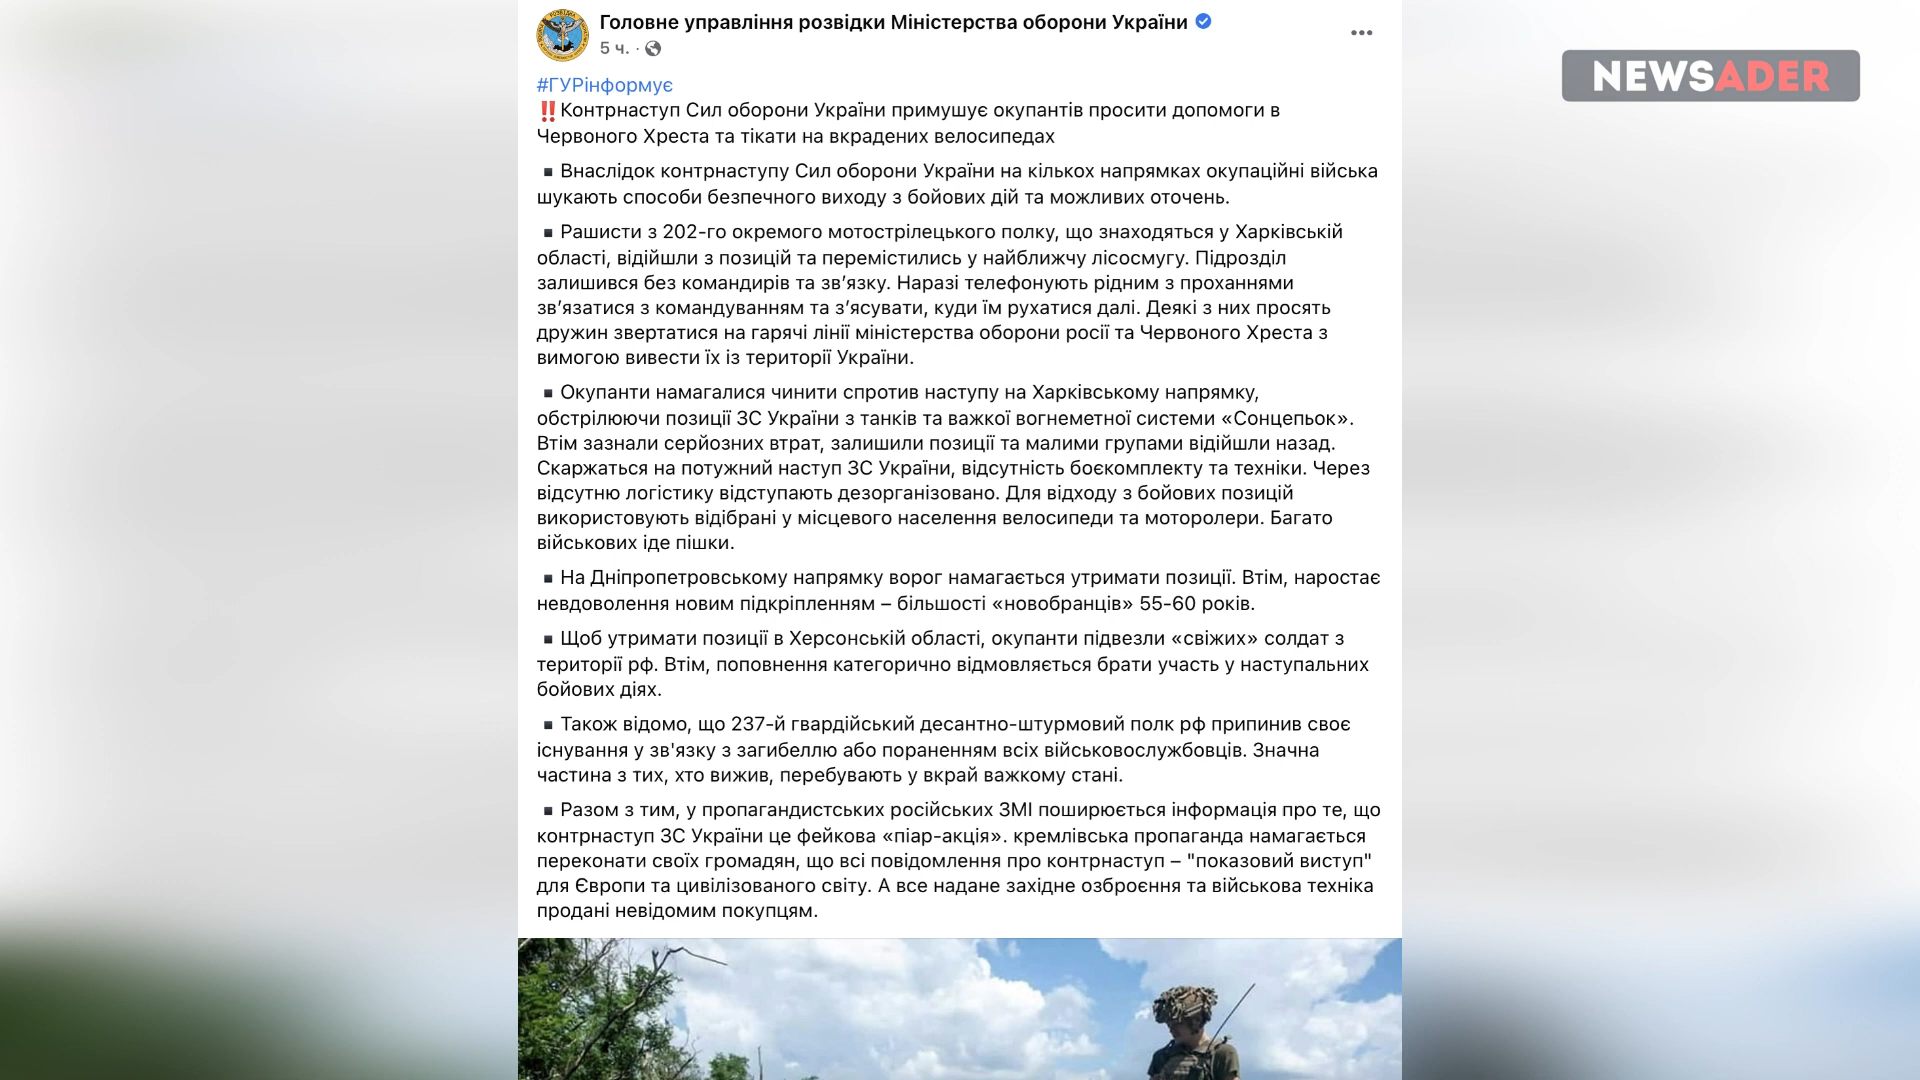 Головне управління розвідки Міністерства оборони України
5 ч. ·
NEWSADER
#ГУРінформує
‼️Контрнаступ Сил оборони України примушує окупантів просити допомоги в
Червоного Хреста та тікати на вкрадених велосипедах
▪️Внаслідок контрнаступу Сил оборони України на кількох напрямках окупаційні війська
шукають способи безпечного виходу з бойових дій та можливих оточень.
▪️Рашисти з 202-го окремого мотострілецького полку, що знаходяться у Харківській
області, відійшли з позицій та перемістились у найближчу лісосмугу. Підрозділ
залишився без командирів та зв’язку. Наразі телефонують рідним з проханнями
зв’язатися з командуванням та з’ясувати, куди їм рухатися далі. Деякі з них просять
дружин звертатися на гарячі лінії міністерства оборони росії та Червоного Хреста з
вимогою вивести їх із території України.
▪️Окупанти намагалися чинити спротив наступу на Харківському напрямку,
обстрілюючи позиції ЗС України з танків та важкої вогнеметної системи «Сонцепьок».
Втім зазнали серйозних втрат, залишили позиції та малими групами відійшли назад.
Скаржаться на потужний наступ ЗС України, відсутність боєкомплекту та техніки. Через
відсутню логістику відступають дезорганізовано. Для відходу з бойових позицій
використовують відібрані у місцевого населення велосипеди та моторолери. Багато
військових іде пішки.
▪️На Дніпропетровському напрямку ворог намагається утримати позиції. Втім, наростає
невдоволення новим підкріпленням – більшості «новобранців» 55-60 років.
▪️Щоб утримати позиції в Херсонській області, окупанти підвезли «свіжих» солдат з
території рф. Втім, поповнення категорично відмовляється брати участь у наступальних
бойових діях.
▪️Також відомо, що 237-й гвардійський десантно-штурмовий полк рф припинив своє
існування у зв'язку з загибеллю або пораненням всіх військовослужбовців. Значна
частина з тих, хто вижив, перебувають у вкрай важкому стані.
▪️Разом з тим, у пропагандистських російських ЗМІ поширюється інформація про те, що
контрнаступ ЗС України це фейкова «піар-акція». кремлівська пропаганда намагається
переконати своїх громадян, що всі повідомлення про контрнаступ – "показовий виступ"
для Європи та цивілізованого світу. А все надане західне озброєння та військова техніка
продані невідомим покупцям.